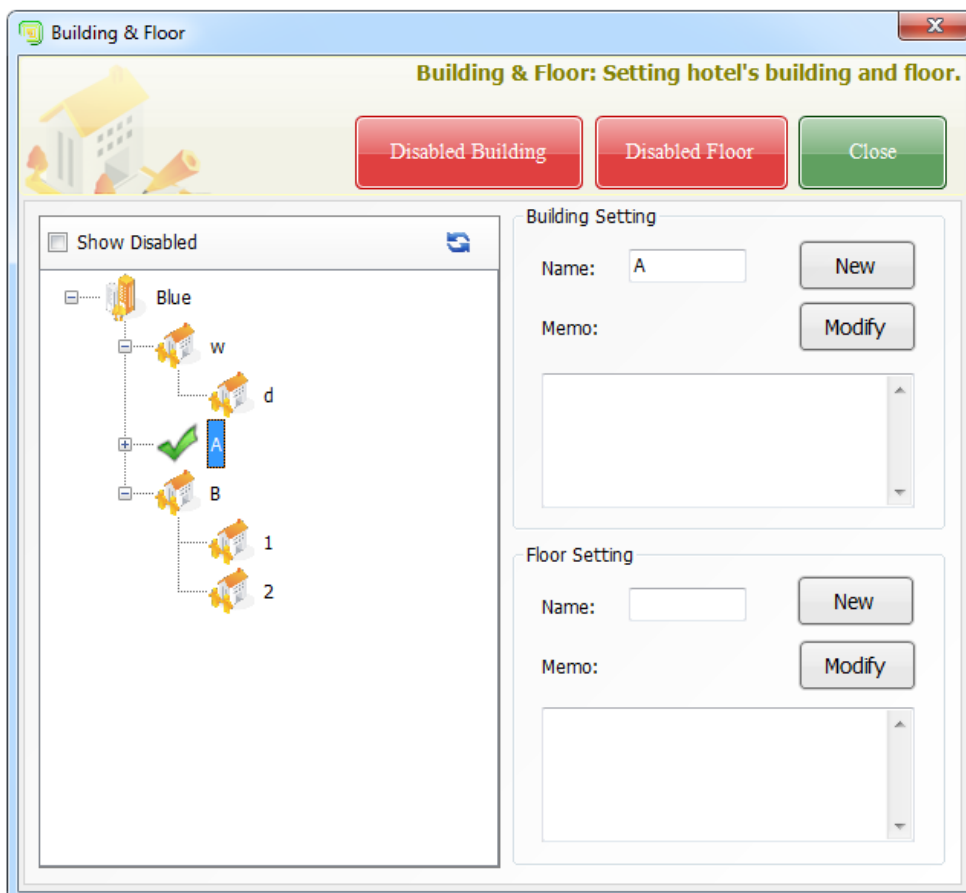 Building & Floor
Building & Floor: Setting hotel's building and floor.
Disabled Building Disabled Floor Close
Show Disabled
Blue
w
d
A
B
1
2
Building Setting
Name: A New
Memo: Modify
Floor Setting
Name: New
Memo: Modify